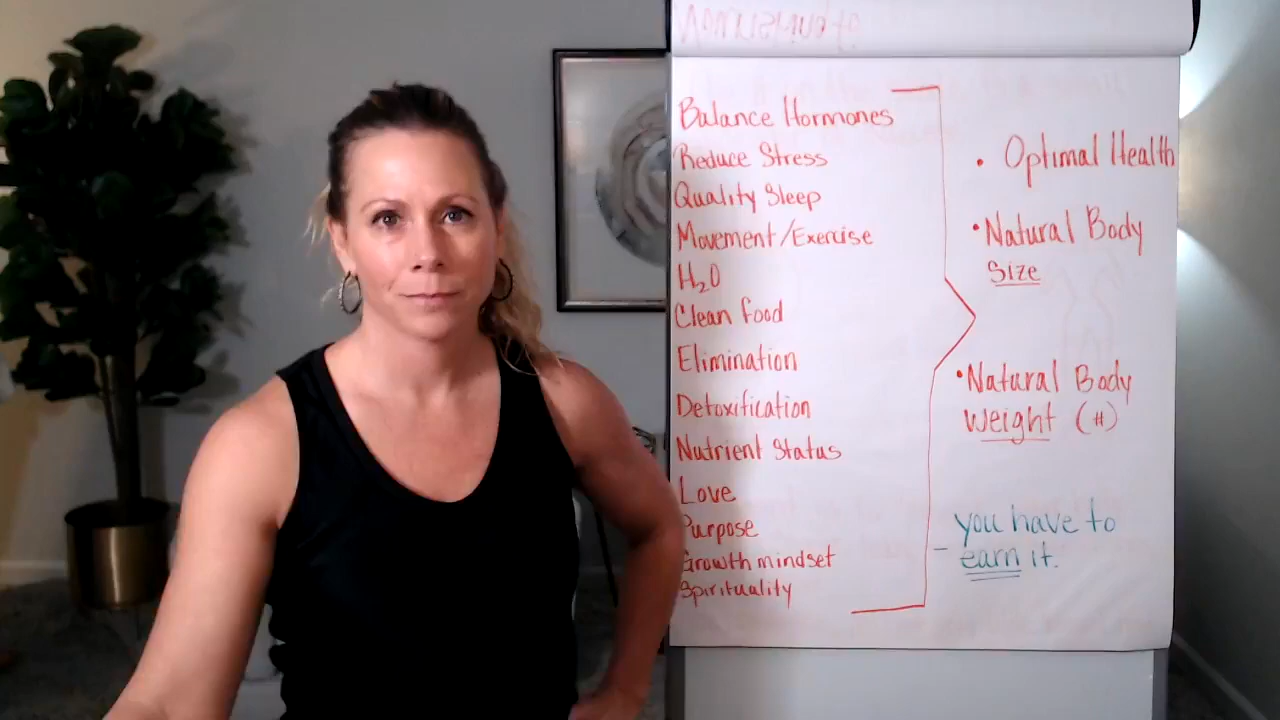 Balance Hormones
Reduce Stress
Quality Sleep
Movement/Exercise
H₂O
Clean food
Elimination
Detoxification
Nutrient Status
Love
Purpose
Growth mindset
Spirituality
• Optimal Health
• Natural Body
Size
• Natural Body
Weight (#)
- you have to
earn it.